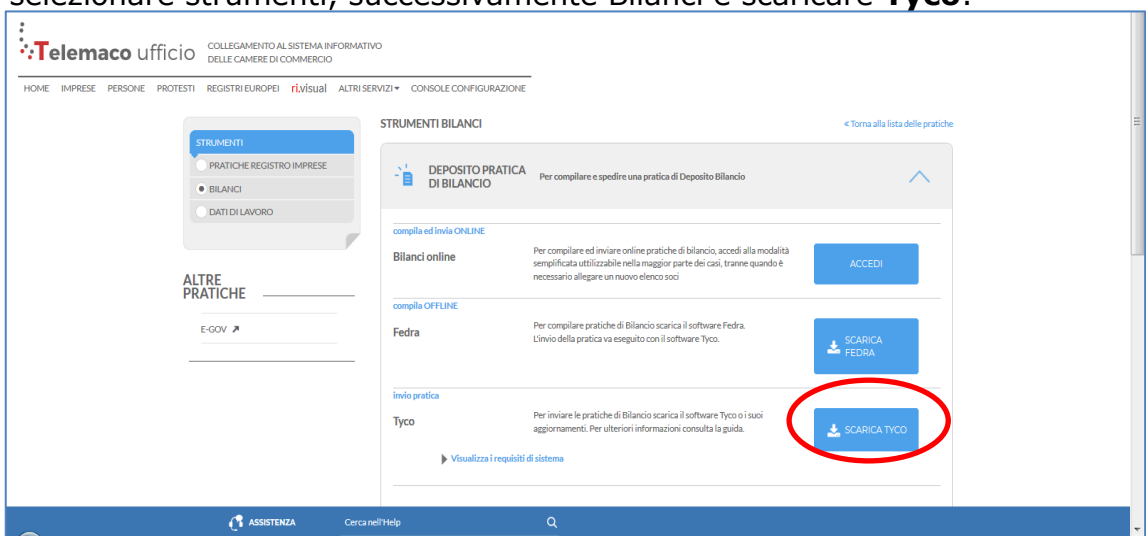 selezionare strumenti, successivamente Bilanci e scaricare Tyco.
Telemaco ufficio
COLLEGAMENTO AL SISTEMA INFORMATIVO
DELLE CAMERE DI COMMERCIO
HOME IMPRESE PERSONE PROTESTI REGISTRI EUROPEI ri.visual ALTRI SERVIZI CONSOLE CONFIGURAZIONE
STRUMENTI
PRATICHE REGISTRO IMPRESE
BILANCI
DATI DI LAVORO
ALTRE
PRATICHE
E-GOV
STRUMENTI BILANCI
« Torna alla lista delle pratiche
DEPOSITO PRATICA
DI BILANCIO
Per compilare e spedire una pratica di Deposito Bilancio
compila ed invia ONLINE
Bilanci online
Per compilare ed inviare online pratiche di bilancio, accedi alla modalità
semplificata uttilizzabile nella maggior parte dei casi, tranne quando è
necessario allegare un nuovo elenco soci
ACCEDI
compila OFFLINE
Fedra
Per compilare pratiche di Bilancio scarica il software Fedra.
L'invio della pratica va eseguito con il software Tyco.
SCARICA
FEDRA
invio pratica
Tyco
Per inviare le pratiche di Bilancio scarica il software Tyco o i suoi
aggiornamenti. Per ulteriori informazioni consulta la guida.
SCARICA TYCO
Visualizza i requisiti di sistema
ASSISTENZA
Cerca nell'Help